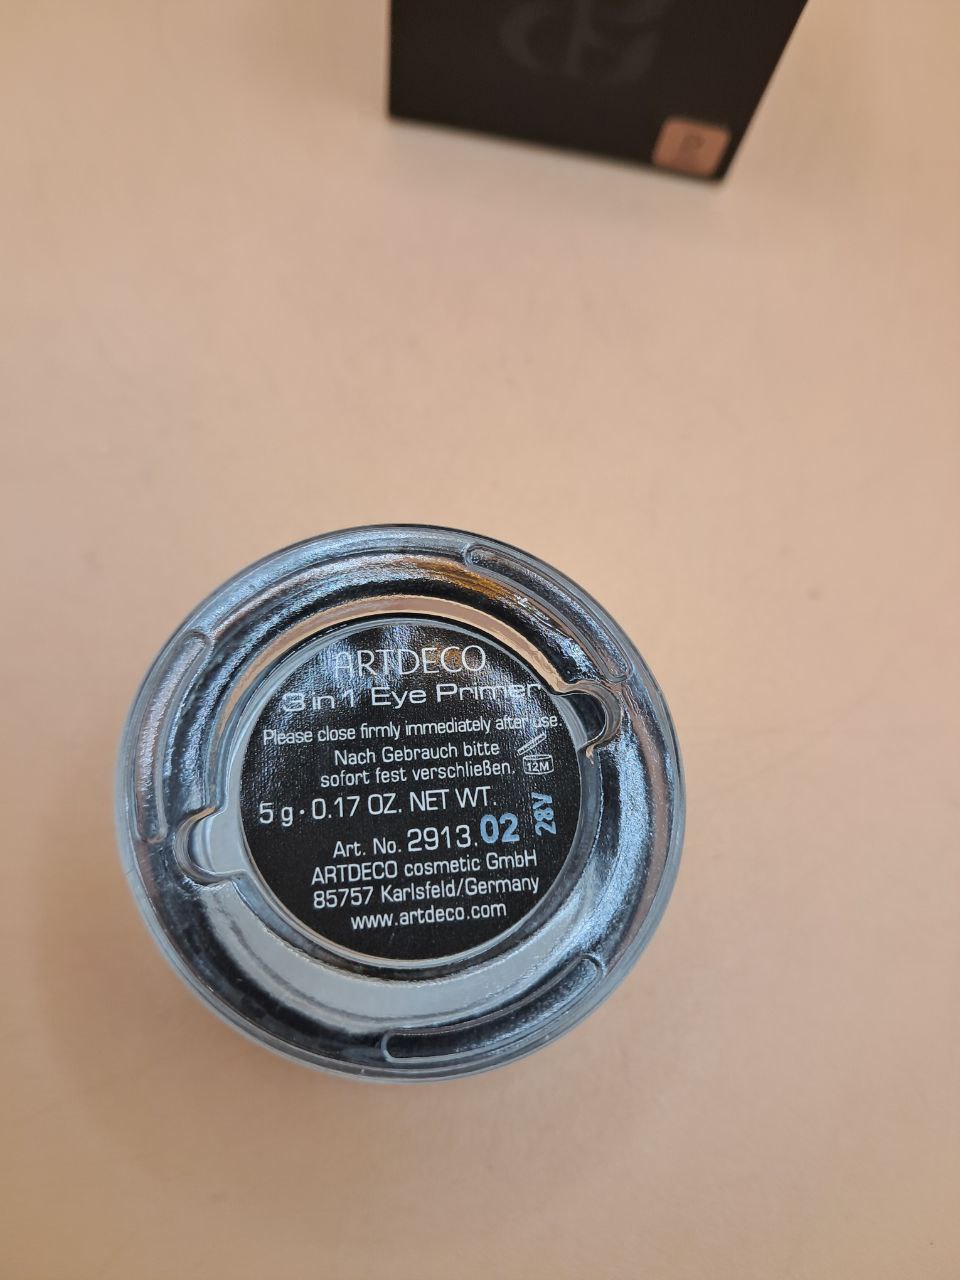 ARTDECO
3 in 1 Eye Primer
Please close firmly immediately after use.
Nach Gebrauch bitte
sofort fest verschließen.
12M
5 g · 0.17 OZ. NET WT.
28V
Art. No. 2913.02
ARTDECO cosmetic GmbH
85757 Karlsfeld/Germany
www.artdeco.com